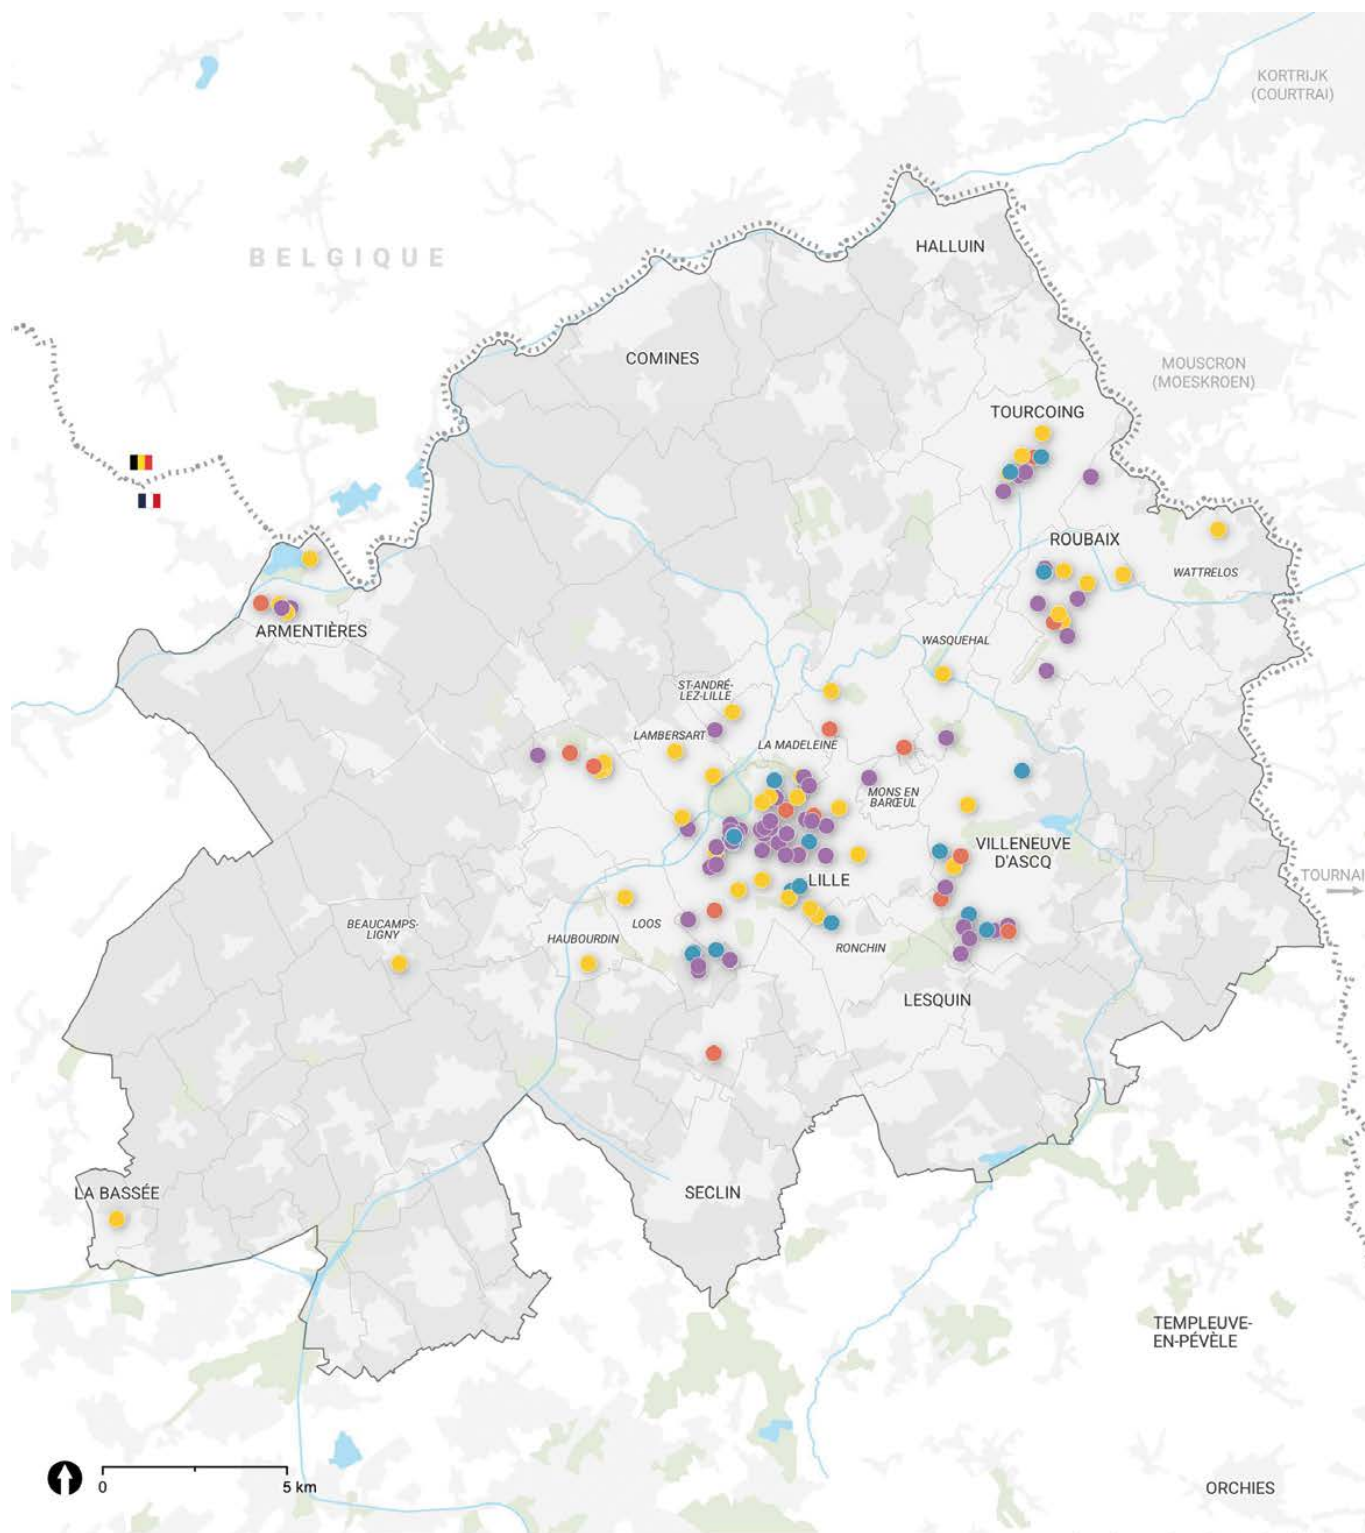 KORTRIJK
(COURTRAI)
BELGIQUE
HALLUIN
COMINES
MOUSCRON
(MOESKROEN)
TOURCOING
ROUBAIX
WATTRELOS
ARMENTIÈRES
WASQUEHAL
ST-ANDRÉ-
LEZ-LILLE
LAMBERSART
LA MADELEINE
MONS EN
BARŒUL
VILLENEUVE
D'ASCQ
TOURNAI
LILLE
BEAUCAMPS-
LIGNY
LOOS
HAUBOURDIN
RONCHIN
LESQUIN
LA BASSÉE
SECLIN
TEMPLEUVE-
EN-PÉVÈLE
0
5 km
ORCHIES